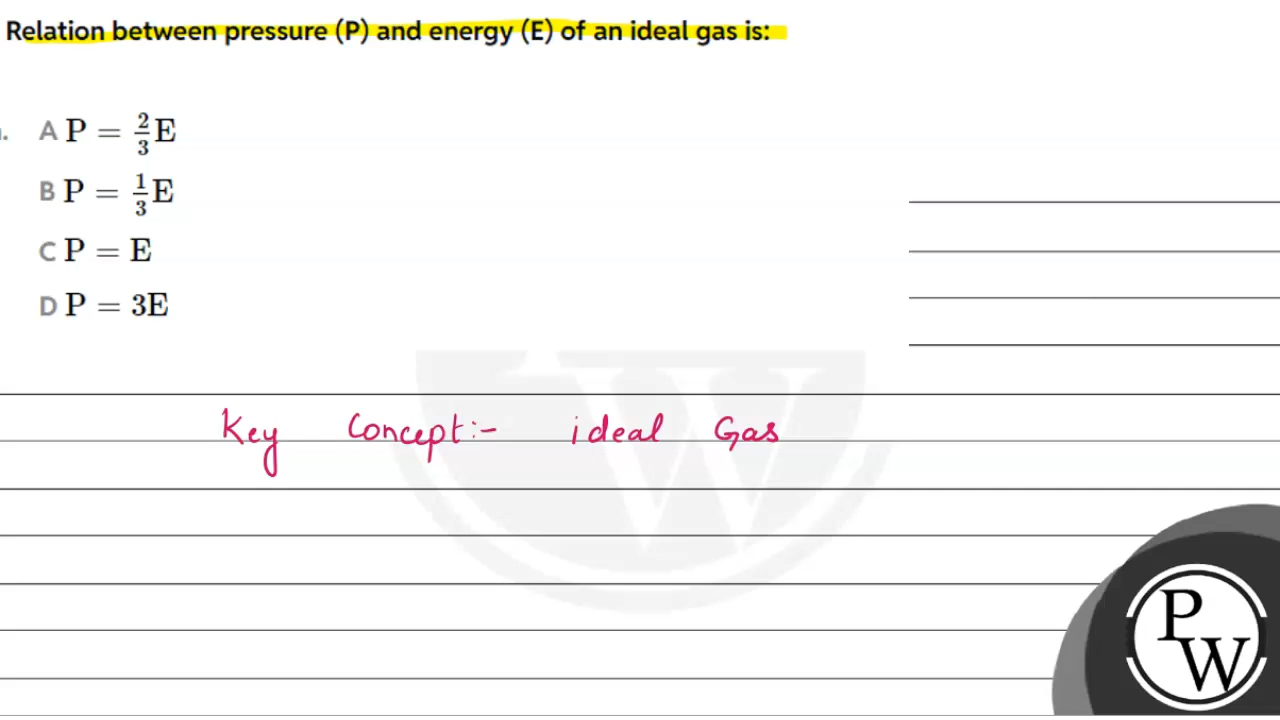 Relation between pressure (P) and energy (E) of an ideal gas is:
A P = 2/3 E
B P = 1/3 E
C P = E
D P = 3E
Key Concept:- ideal Gas
W
PW